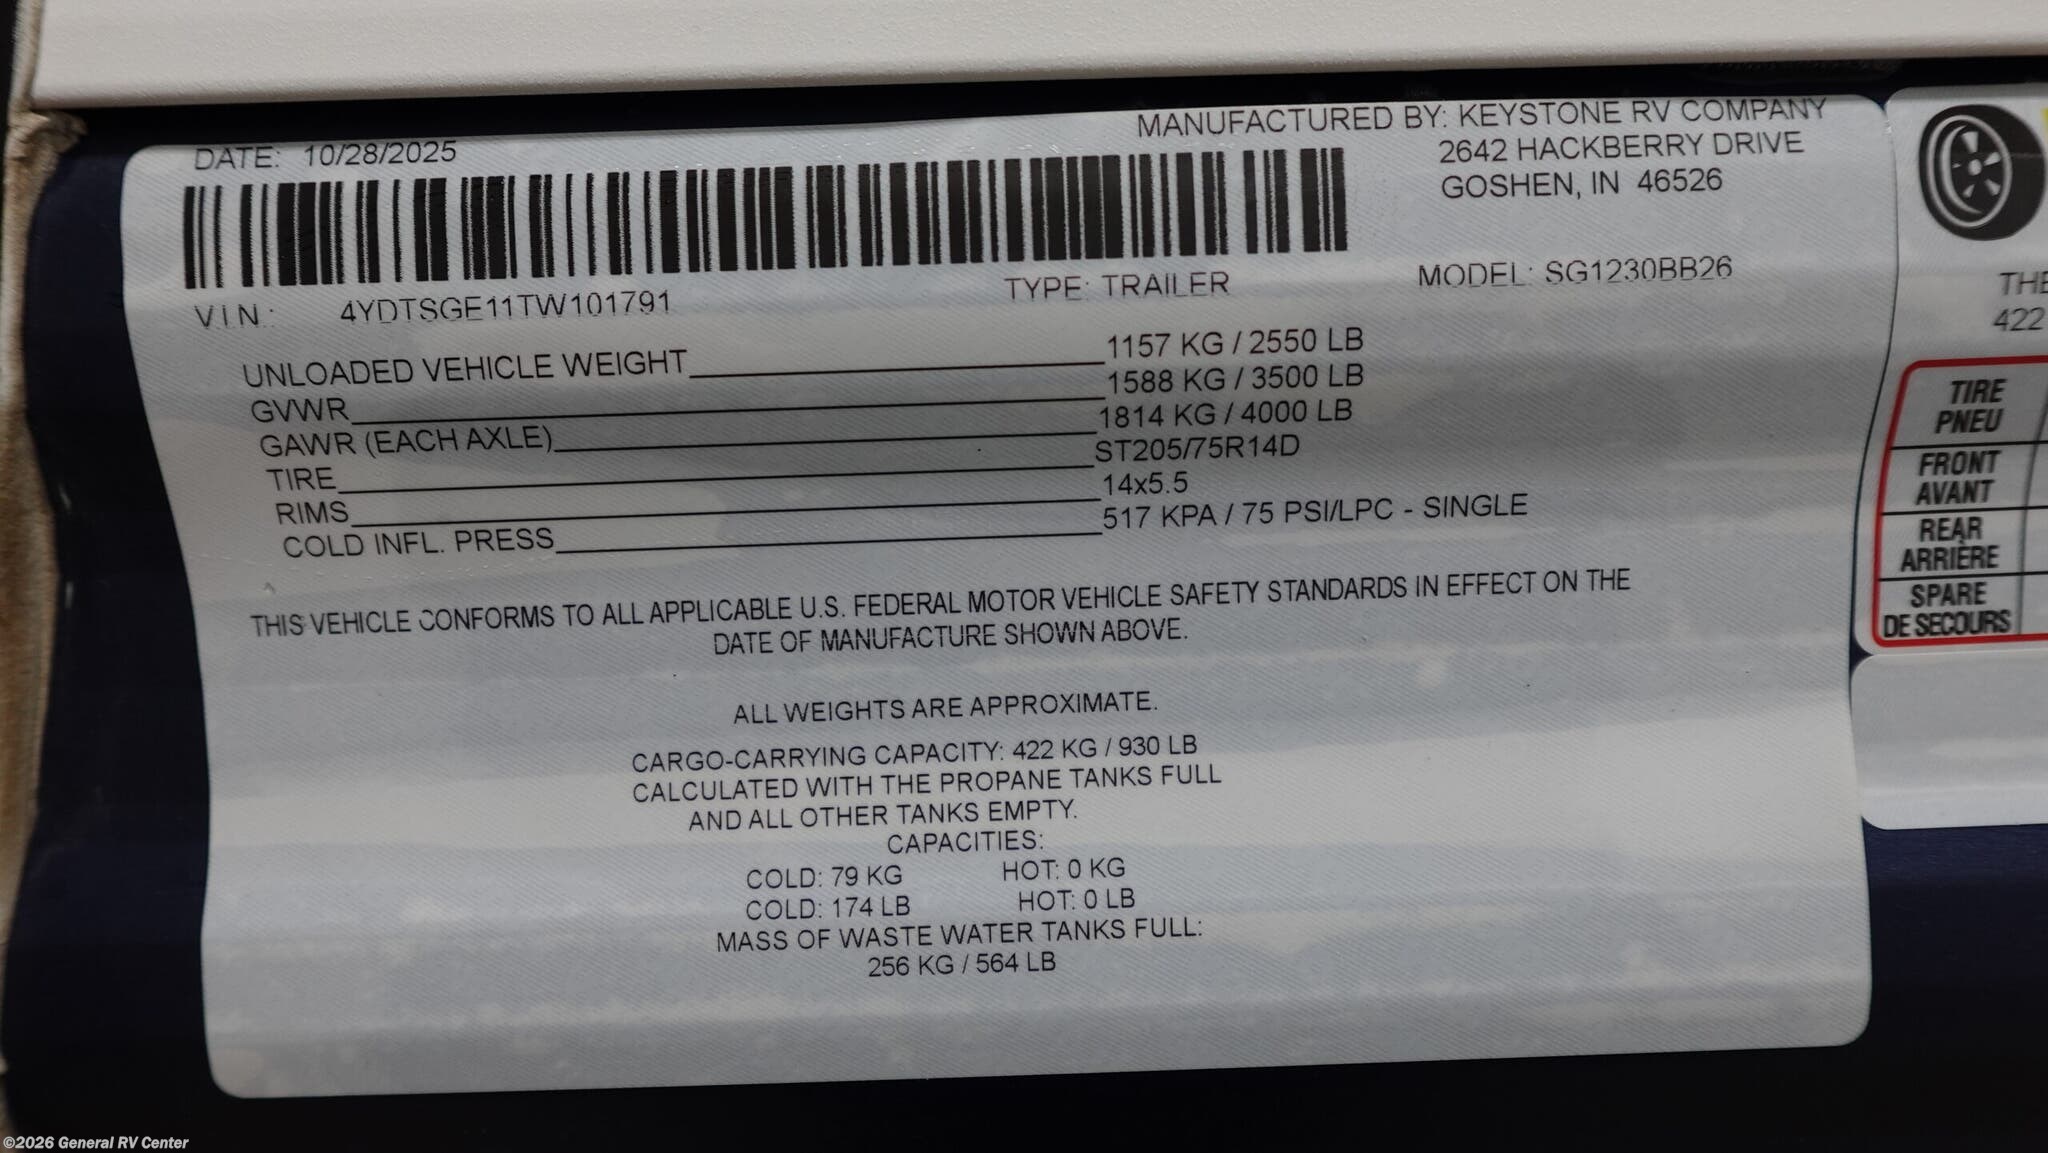 DATE: 10/28/2025
MANUFACTURED BY: KEYSTONE RV COMPANY
2642 HACKBERRY DRIVE
GOSHEN, IN 46526
V.I.N.: 4YDTSGE11TW101791
TYPE: TRAILER
MODEL: SG1230BB26
UNLOADED VEHICLE WEIGHT 1157 KG / 2550 LB
GVWR 1588 KG / 3500 LB
GAWR (EACH AXLE) 1814 KG / 4000 LB
TIRE ST205/75R14D
RIMS 14x5.5
COLD INFL. PRESS 517 KPA / 75 PSI/LPC - SINGLE
THIS VEHICLE CONFORMS TO ALL APPLICABLE U.S. FEDERAL MOTOR VEHICLE SAFETY STANDARDS IN EFFECT ON THE
DATE OF MANUFACTURE SHOWN ABOVE.
ALL WEIGHTS ARE APPROXIMATE.
CARGO-CARRYING CAPACITY: 422 KG / 930 LB
CALCULATED WITH THE PROPANE TANKS FULL
AND ALL OTHER TANKS EMPTY.
CAPACITIES:
COLD: 79 KG HOT: 0 KG
COLD: 174 LB HOT: 0 LB
MASS OF WASTE WATER TANKS FULL:
256 KG / 564 LB
THE
422
TIRE
PNEU
FRONT
AVANT
REAR
ARRIÈRE
SPARE
DE SECOURS
©2026 General RV Center